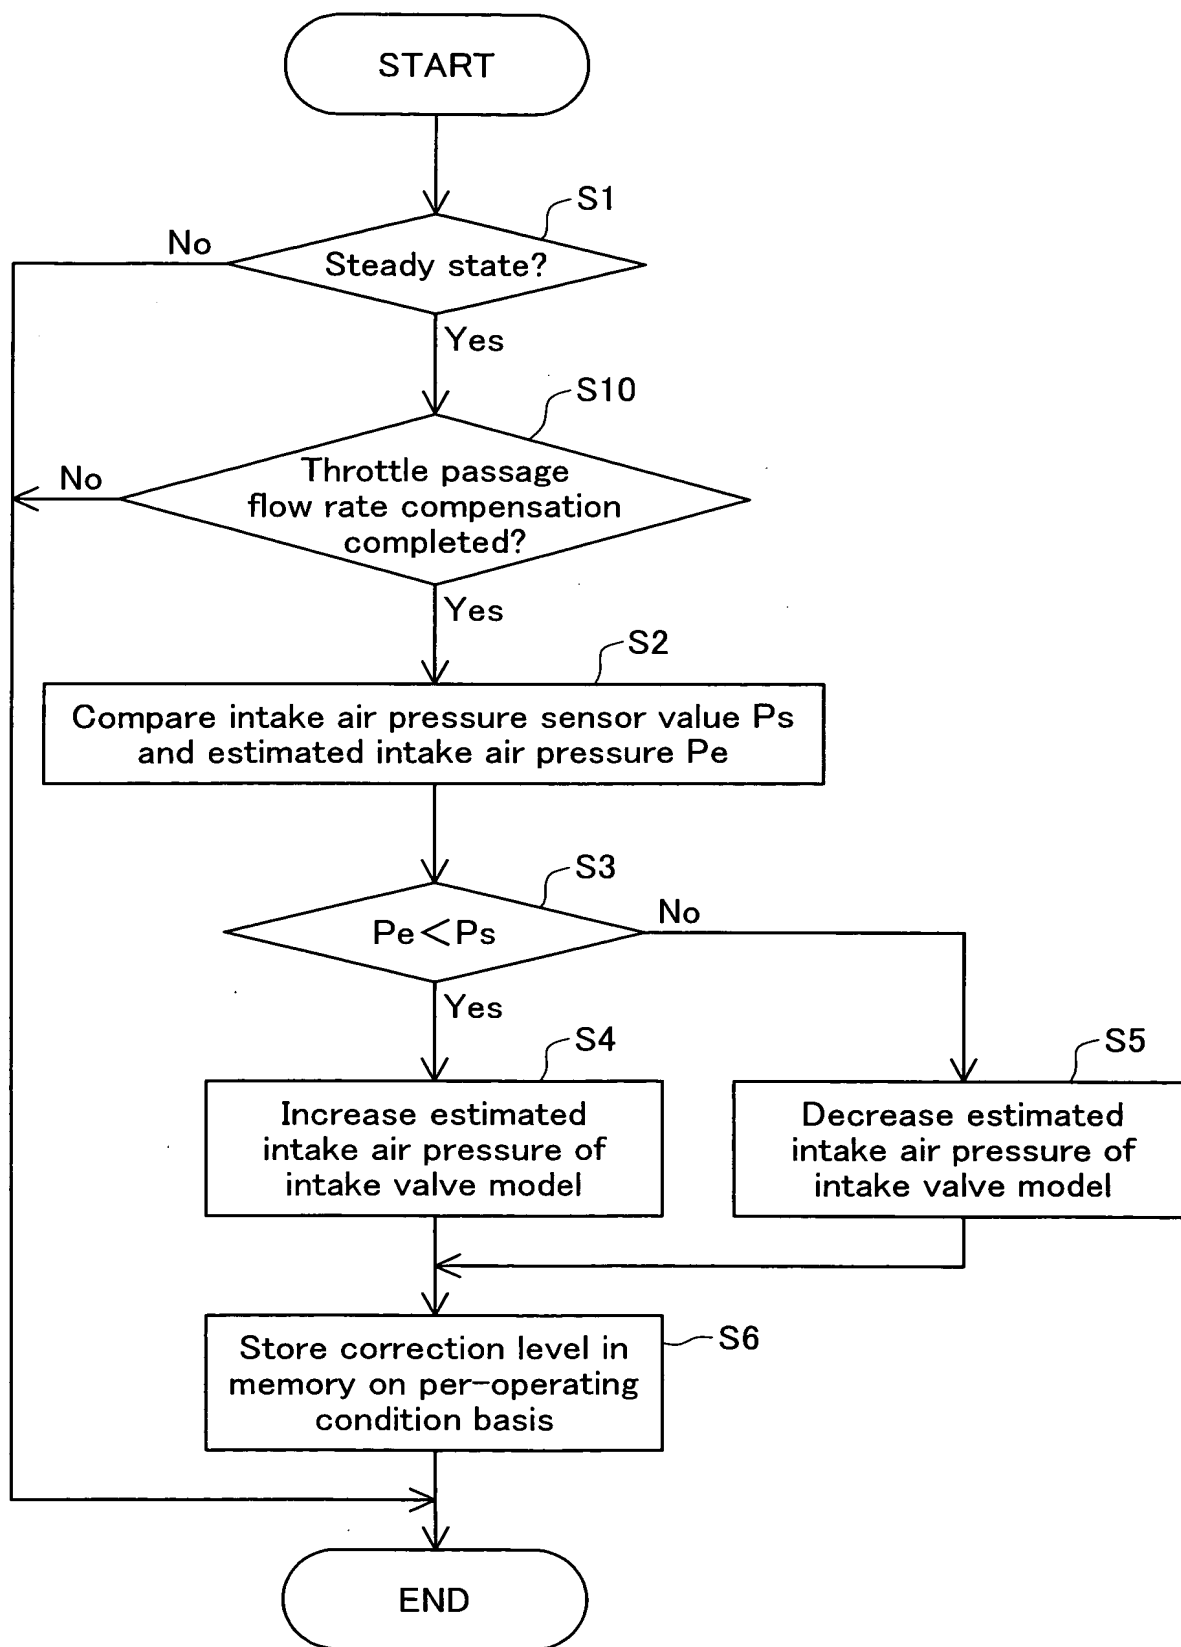 START
S1
No
Steady state?
Yes
S10
No
Throttle passage
flow rate compensation
completed?
Yes
S2
Compare intake air pressure sensor value Ps
and estimated intake air pressure Pe
S3
Pe<Ps
No
Yes
S4
S5
Increase estimated
intake air pressure of
intake valve model
Decrease estimated
intake air pressure of
intake valve model
S6
Store correction level in
memory on per-operating
condition basis
END